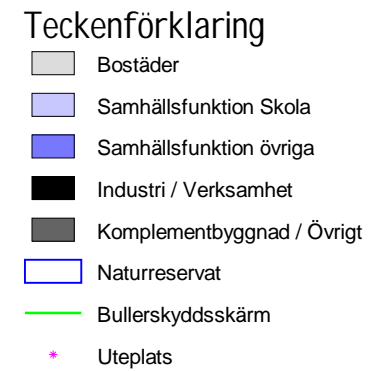 Teckenförklaring
Bostäder
Samhällsfunktion Skola
Samhällsfunktion övriga
Industri / Verksamhet
Komplementbyggnad / Övrigt
Naturreservat
Bullerskyddsskärm
Uteplats